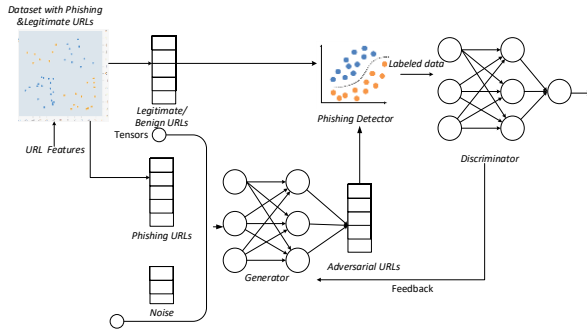 Dataset with Phishing
&Legitimate URLs
Legitimate/
Benign URLs
Tensors
URL Features
Phishing URLs
Noise
Generator
Adversarial URLs
Phishing Detector
Labeled data
Discriminator
Feedback